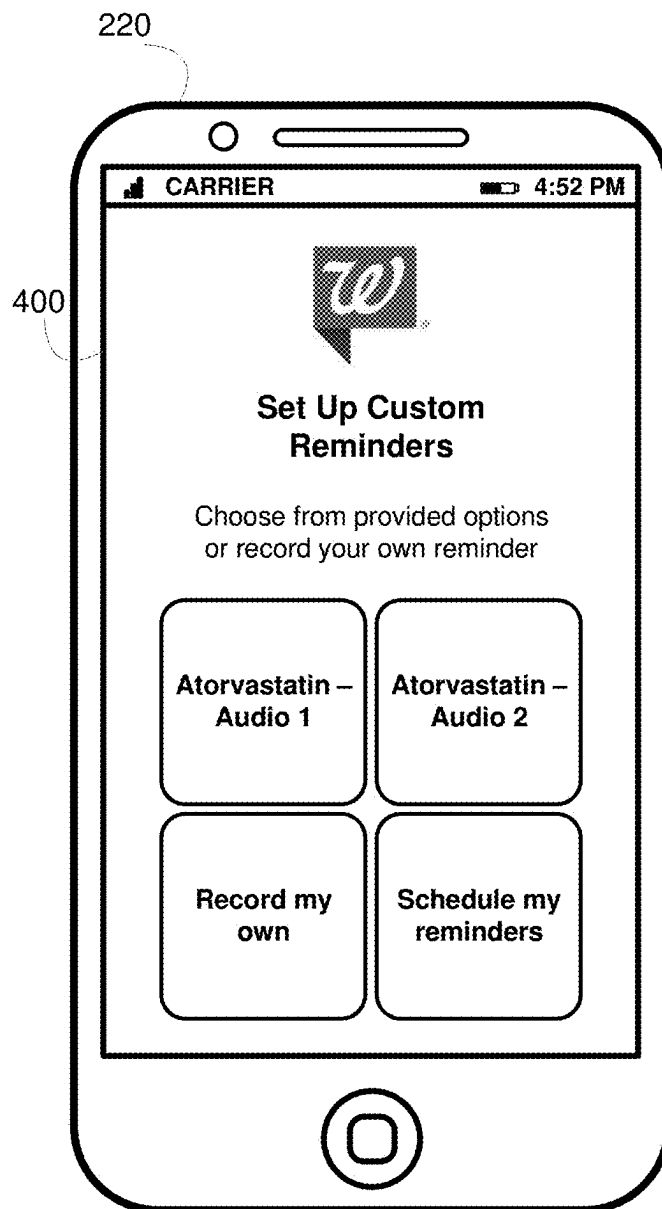 220
CARRIER 4:52 PM
W
400
Set Up Custom
Reminders
Choose from provided options
or record your own reminder
Atorvastatin –
Audio 1
Atorvastatin –
Audio 2
Record my
own
Schedule my
reminders